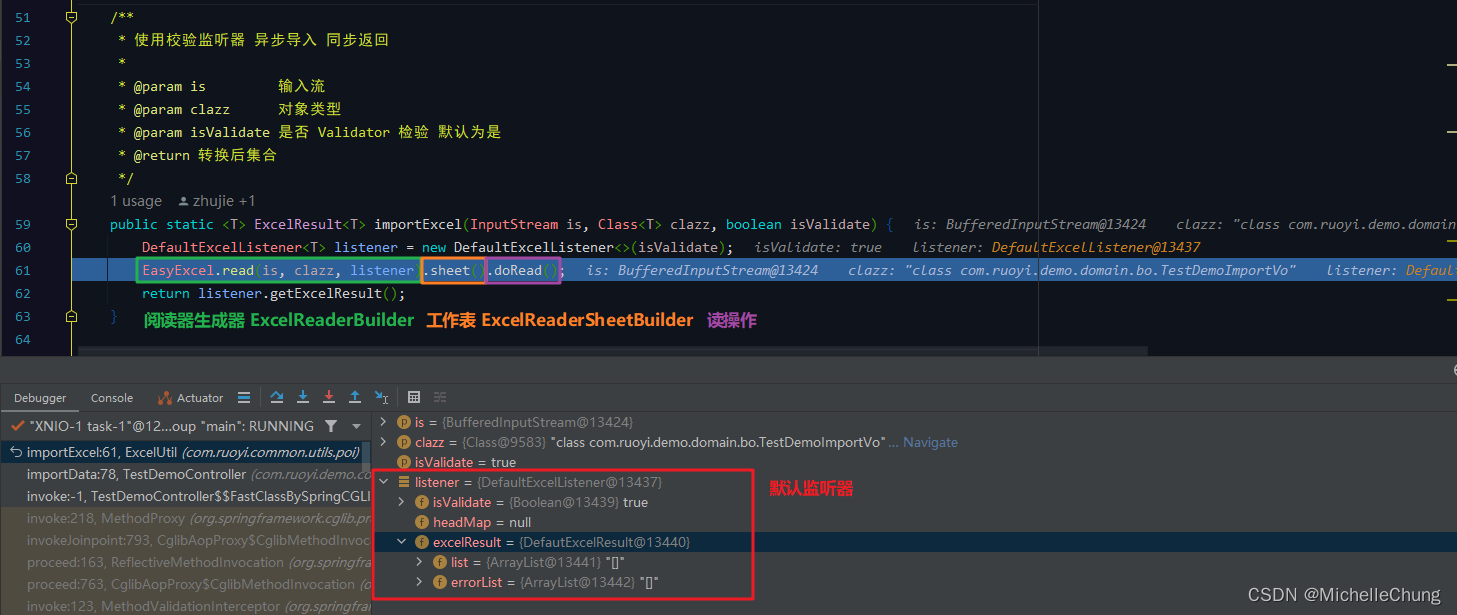 51 /**
52 * 使用校验监听器 异步导入 同步返回
53 *
54 * @param is 输入流
55 * @param clazz 对象类型
56 * @param isValidate 是否 Validator 检验 默认为是
57 * @return 转换后集合
58 */
1 usage zhujie +1
59 public static <T> ExcelResult<T> importExcel(InputStream is, Class<T> clazz, boolean isValidate) { is: BufferedInputStream@13424 clazz: "class com.ruoyi.demo.domain
60 DefaultExcelListener<T> listener = new DefaultExcelListener<>(isValidate); isValidate: true listener: DefaultExcelListener@13437
61 EasyExcel.read(is, clazz, listener).sheet().doRead(); is: BufferedInputStream@13424 clazz: "class com.ruoyi.demo.domain.bo.TestDemoImportVo" listener: Defaul
62 return listener.getExcelResult();
63 }
阅读器生成器 ExcelReaderBuilder 工作表 ExcelReaderSheetBuilder 读操作
64
Debugger Console Actuator
"XNIO-1 task-1"@12...oup "main": RUNNING
importExcel:61, ExcelUtil (com.ruoyi.common.utils.poi)
importData:78, TestDemoController (com.ruoyi.demo.co
invoke:-1, TestDemoController$$FastClassBySpringCGLI
invoke:218, MethodProxy (org.springframework.cglib.pr
invokeJoinpoint:793, CglibAopProxy$CglibMethodInvoc
proceed:163, ReflectiveMethodInvocation (org.springfra
proceed:763, CglibAopProxy$CglibMethodInvocation (o
invoke:123, MethodValidationInterceptor (org.springfra
is = {BufferedInputStream@13424}
clazz = {Class@9583} "class com.ruoyi.demo.domain.bo.TestDemoImportVo"... Navigate
isValidate = true
listener = {DefaultExcelListener@13437}
默认监听器
isValidate = {Boolean@13439} true
headMap = null
excelResult = {DefautExcelResult@13440}
list = {ArrayList@13441} "[]"
errorList = {ArrayList@13442} "[]"
CSDN @MichelleChung